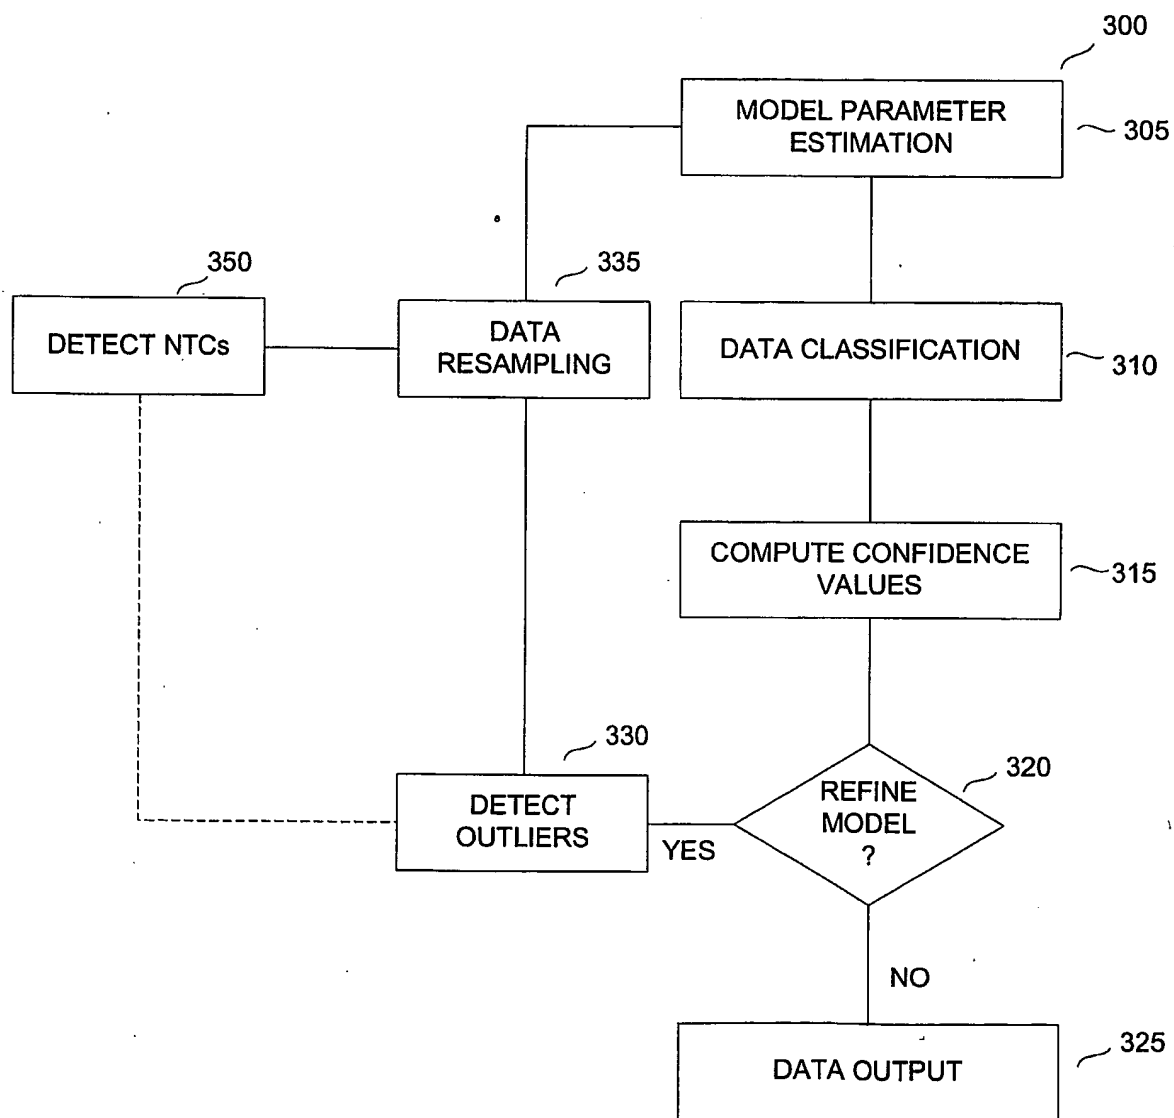 300
MODEL PARAMETER
ESTIMATION
305
350
335
DETECT NTCs
DATA
RESAMPLING
DATA CLASSIFICATION
310
COMPUTE CONFIDENCE
VALUES
315
330
320
DETECT
OUTLIERS
YES
REFINE
MODEL
?
NO
325
DATA OUTPUT